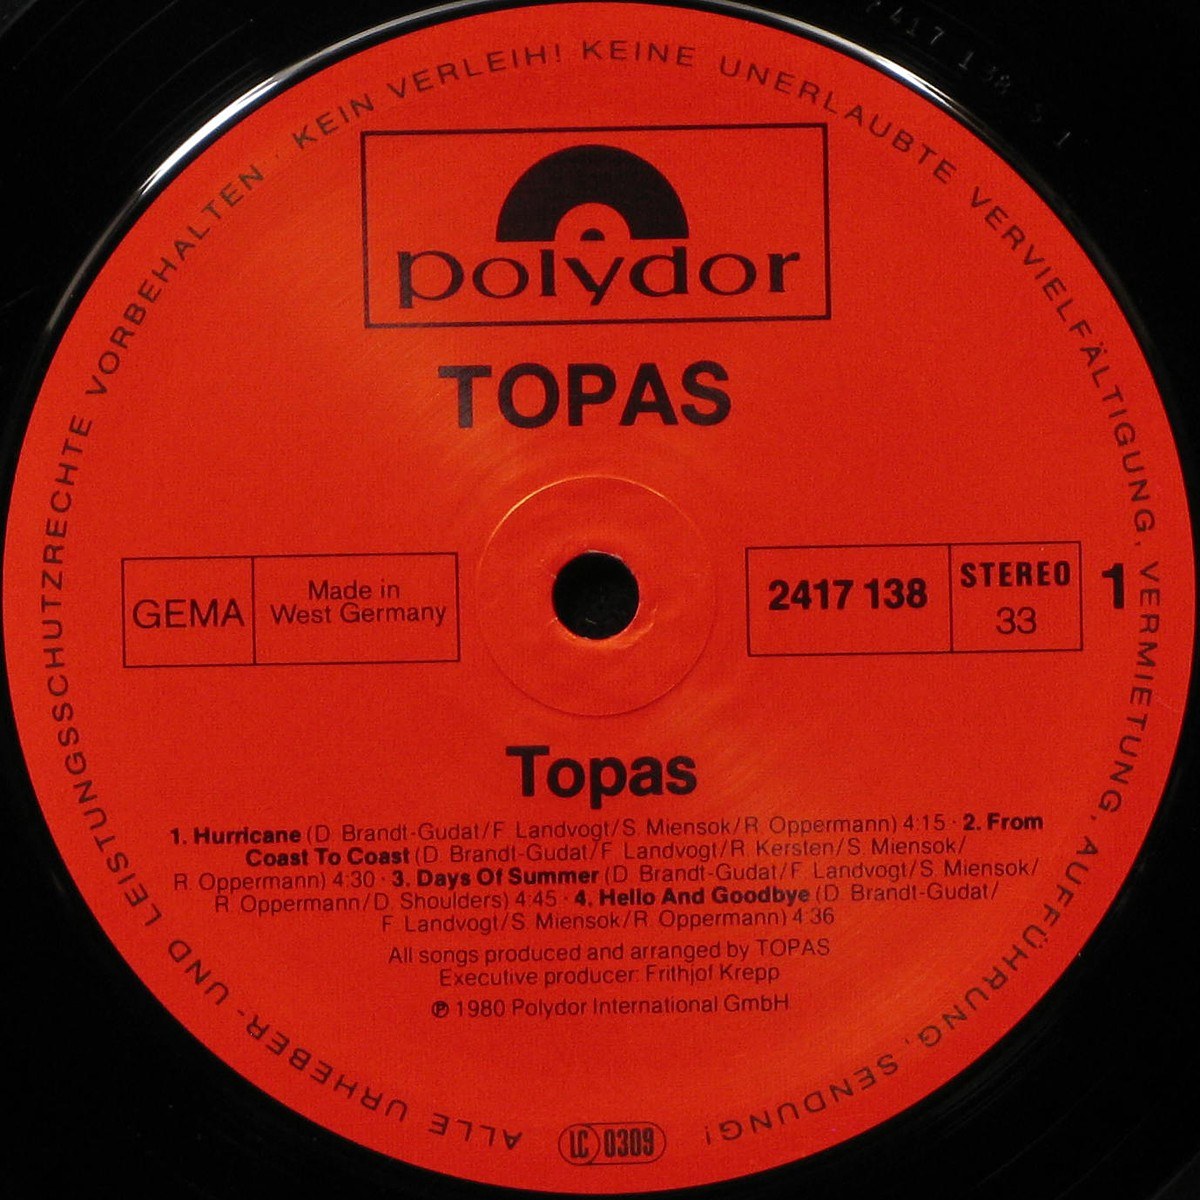 ALLE URHEBER- UND LEISTUNGSSCHUTZRECHTE VORBEHALTEN · KEIN VERLEIH! KEINE UNERLAUBTE VERVIELFÄLTIGUNG, VERMIETUNG, AUFFÜHRUNG, SENDUNG!
polydor
TOPAS
GEMA
Made in
West Germany
2417 138
STEREO
33
1
Topas
1. Hurricane (D. Brandt-Gudat/F. Landvogt/S. Miensok/R. Oppermann) 4:15 · 2. From
Coast To Coast (D. Brandt-Gudat/F. Landvogt/R. Kersten/S. Miensok/
R. Oppermann) 4:30 · 3. Days Of Summer (D. Brandt-Gudat/F. Landvogt/S. Miensok/
R. Oppermann/D. Shoulders) 4:45 · 4. Hello And Goodbye (D. Brandt-Gudat/
F. Landvogt/S. Miensok/R. Oppermann) 4:36
All songs produced and arranged by TOPAS
Executive producer: Frithjof Krepp
℗ 1980 Polydor International GmbH
LC 0309